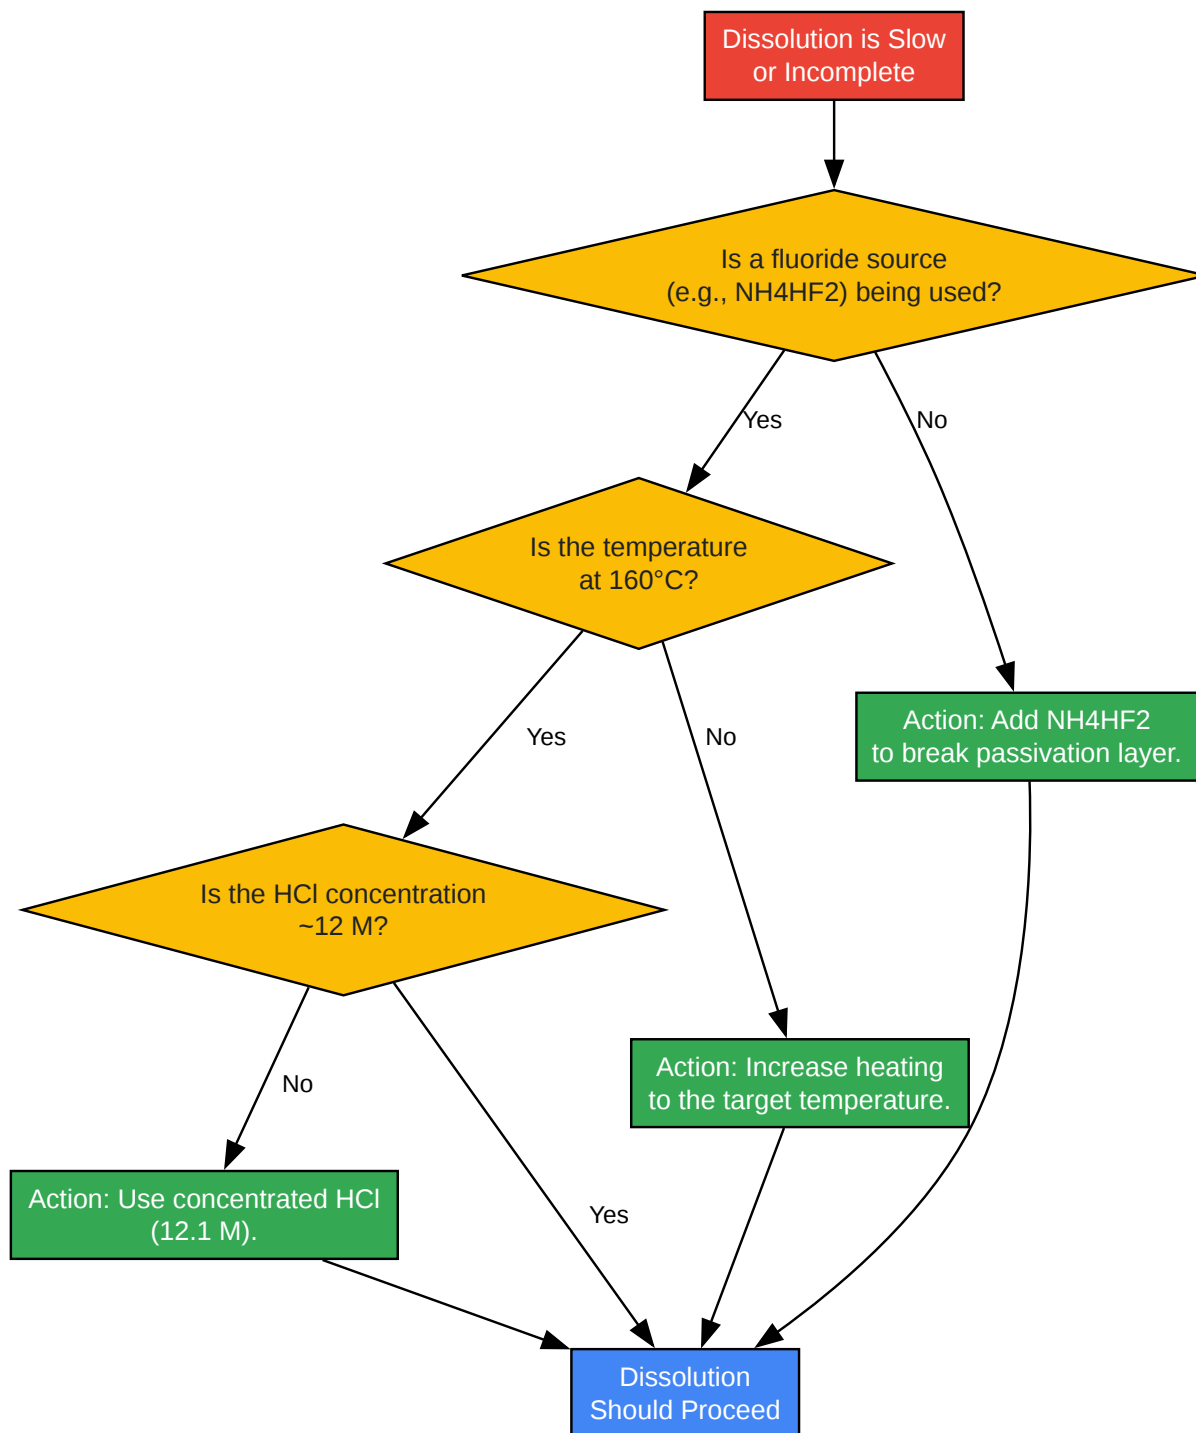 Dissolution is Slow
or Incomplete
Is a fluoride source
(e.g., NH4HF2) being used?
Yes
No
Is the temperature
at 160°C?
Yes
No
Action: Add NH4HF2
to break passivation layer.
Is the HCl concentration
~12 M?
No
Yes
Action: Increase heating
to the target temperature.
Action: Use concentrated HCl
(12.1 M).
Dissolution
Should Proceed